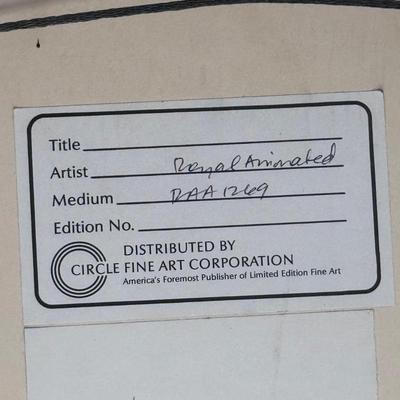 Title
Artist Royal Animated
Medium RAA 1269
Edition No.
DISTRIBUTED BY
CIRCLE FINE ART CORPORATION
America's Foremost Publisher of Limited Edition Fine Art